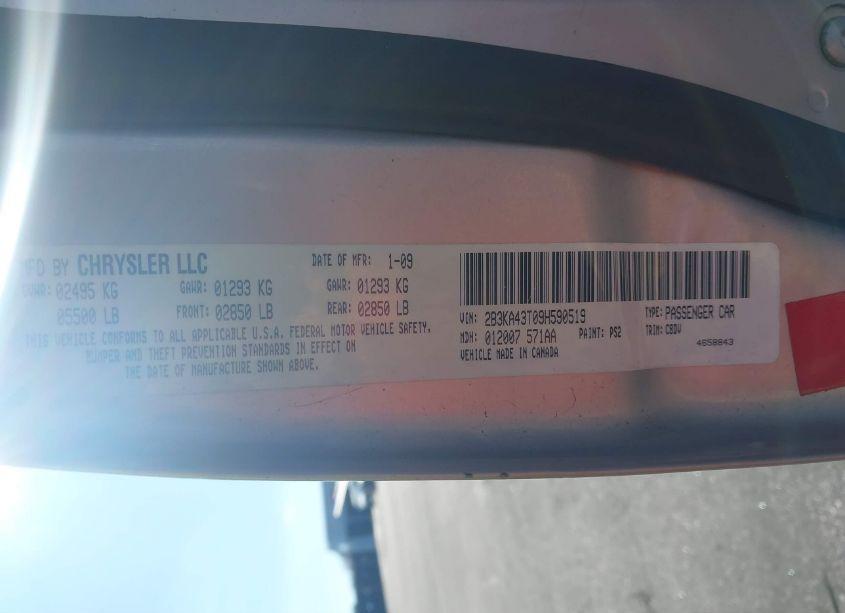 MFD BY CHRYSLER LLC DATE OF MFR: 1-09
GVWR: 02495 KG GAWR: 01293 KG GAWR: 01293 KG
05500 LB FRONT: 02850 LB REAR: 02850 LB
THIS VEHICLE CONFORMS TO ALL APPLICABLE U.S.A. FEDERAL MOTOR VEHICLE SAFETY,
BUMPER AND THEFT PREVENTION STANDARDS IN EFFECT ON
THE DATE OF MANUFACTURE SHOWN ABOVE.
VIN: 2B3KA43T09H590519 TYPE: PASSENGER CAR
MDH: 012007 571AA PAINT: PS2 TRIM: C8DV
VEHICLE MADE IN CANADA 4658843